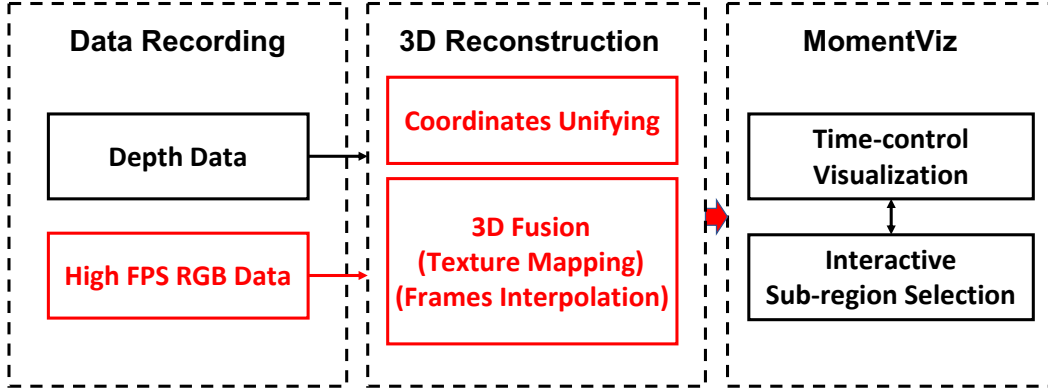 Data Recording
Depth Data
High FPS RGB Data
3D Reconstruction
Coordinates Unifying
3D Fusion
(Texture Mapping)
(Frames Interpolation)
MomentViz
Time-control
Visualization
Interactive
Sub-region Selection